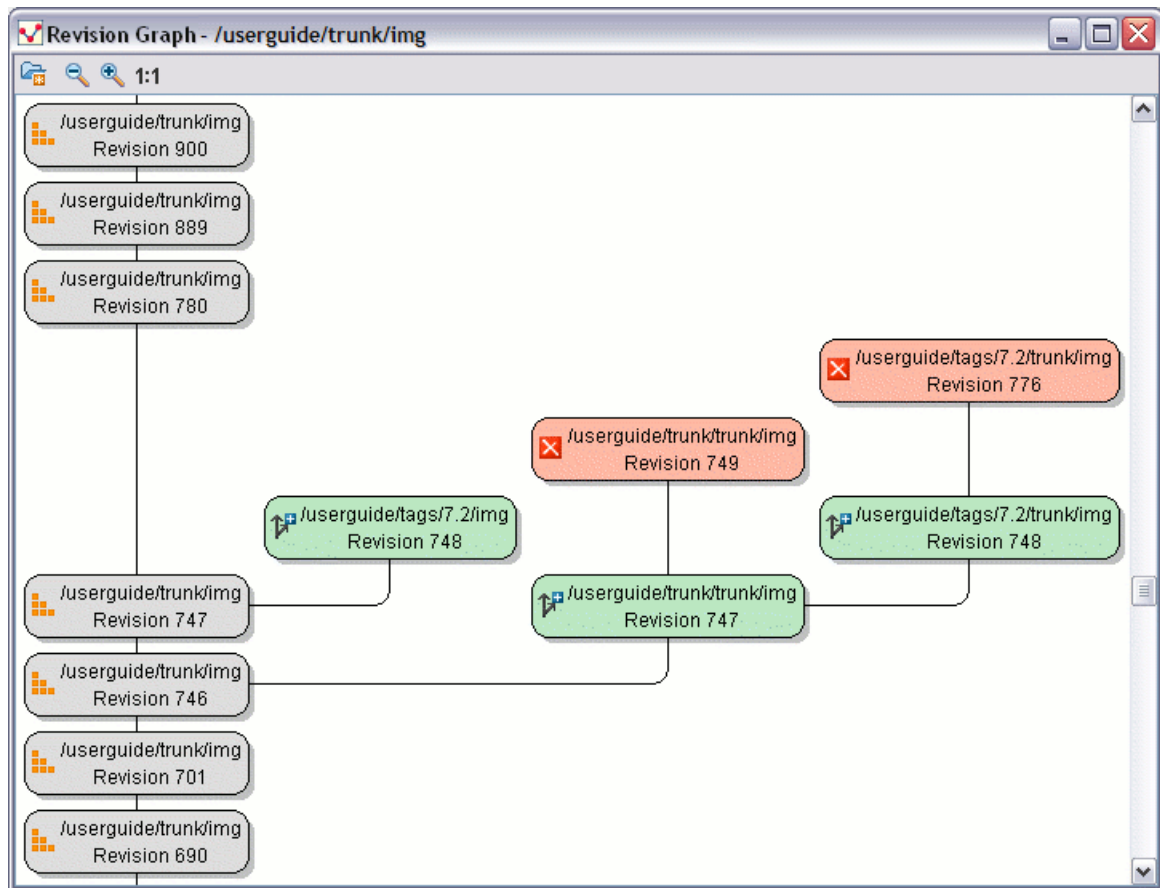 Revision Graph - /userguide/trunk/img
1:1
/userguide/trunk/img
Revision 900
/userguide/trunk/img
Revision 889
/userguide/trunk/img
Revision 780
/userguide/tags/7.2/trunk/img
Revision 776
/userguide/trunk/trunk/img
Revision 749
/userguide/tags/7.2/img
Revision 748
/userguide/tags/7.2/trunk/img
Revision 748
/userguide/trunk/img
Revision 747
/userguide/trunk/trunk/img
Revision 747
/userguide/trunk/img
Revision 746
/userguide/trunk/img
Revision 701
/userguide/trunk/img
Revision 690